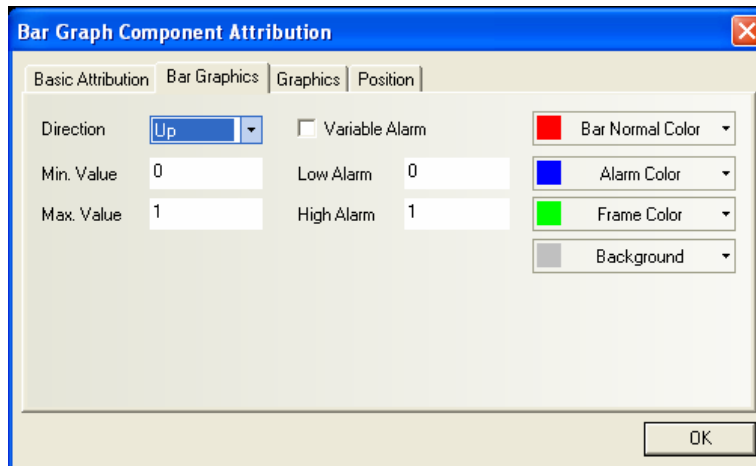 Bar Graph Component Attribution
Basic Attribution Bar Graphics Graphics Position
Direction Up Variable Alarm Bar Normal Color
Min. Value 0 Low Alarm 0 Alarm Color
Max. Value 1 High Alarm 1 Frame Color
Background
OK